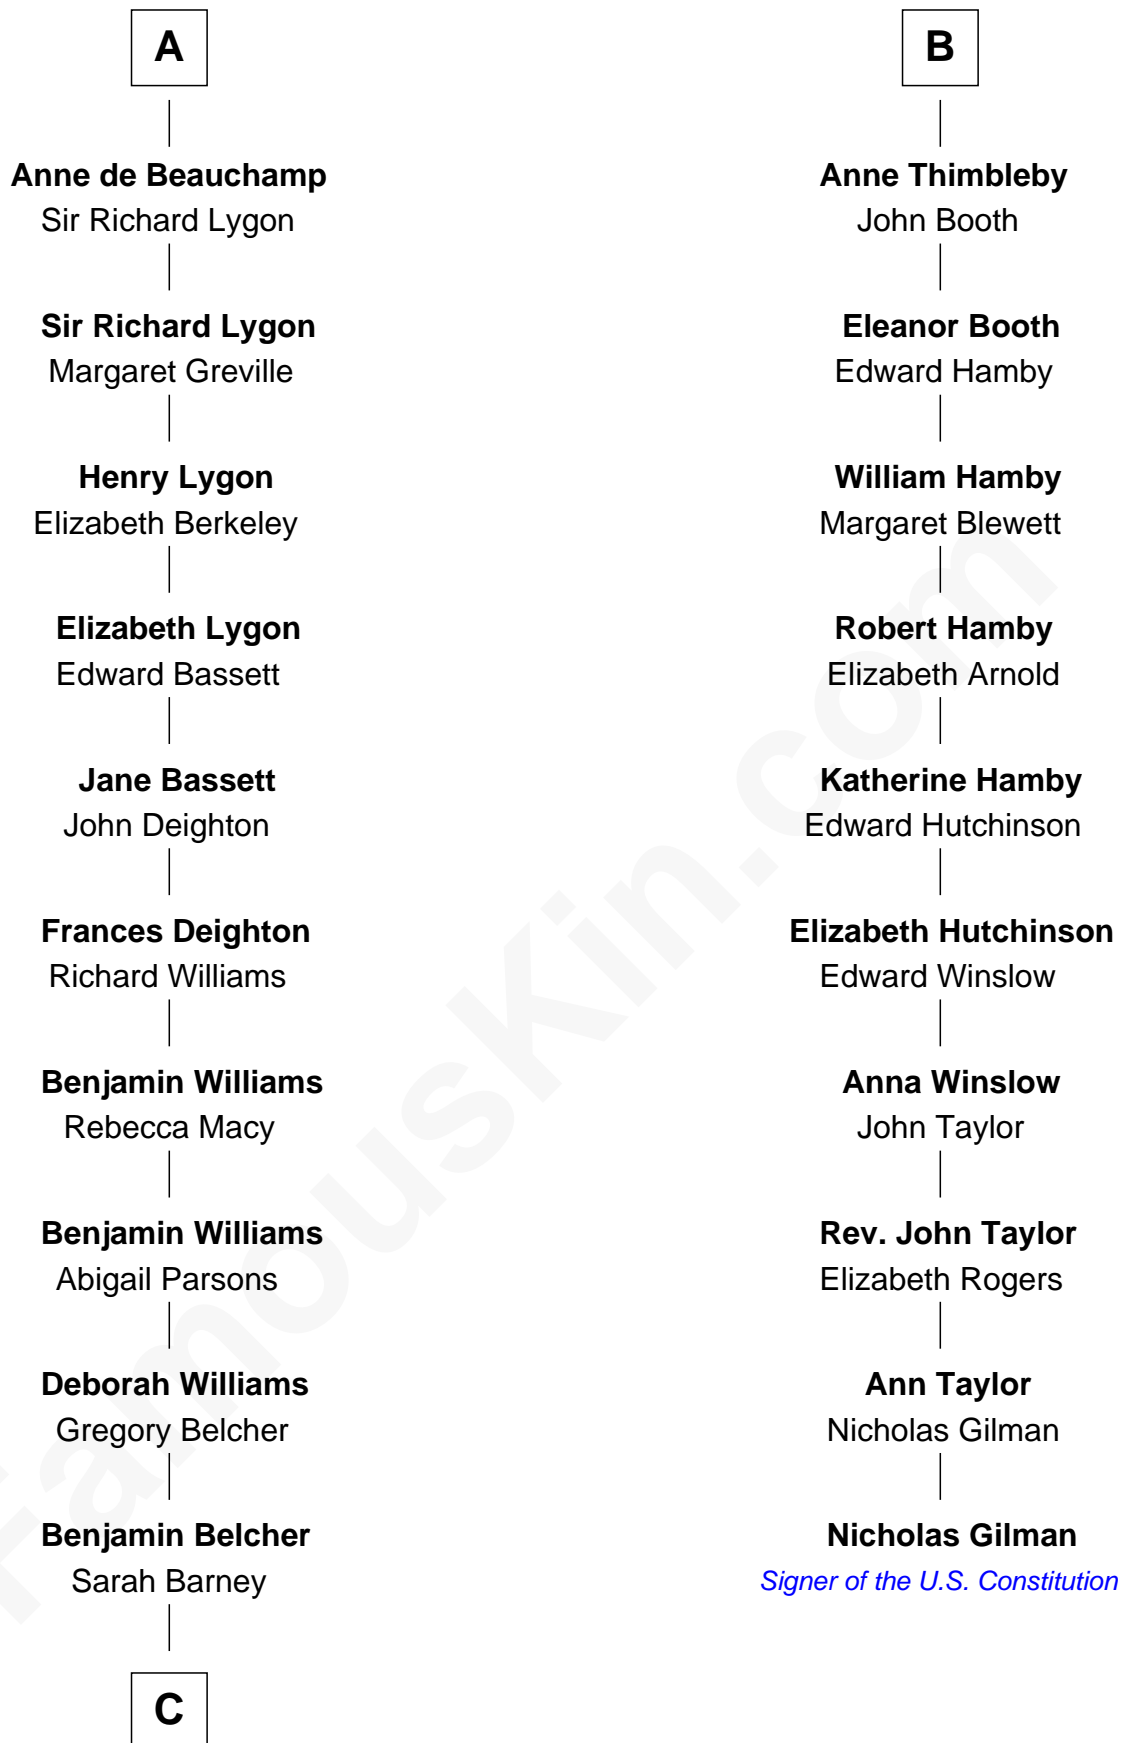 A
Anne de Beauchamp
Sir Richard Lygon
Sir Richard Lygon
Margaret Greville
Henry Lygon
Elizabeth Berkeley
Elizabeth Lygon
Edward Bassett
Jane Bassett
John Deighton
Frances Deighton
Richard Williams
Benjamin Williams
Rebecca Macy
Benjamin Williams
Abigail Parsons
Deborah Williams
Gregory Belcher
Benjamin Belcher
Sarah Barney
C
B
Anne Thimbleby
John Booth
Eleanor Booth
Edward Hamby
William Hamby
Margaret Blewett
Robert Hamby
Elizabeth Arnold
Katherine Hamby
Edward Hutchinson
Elizabeth Hutchinson
Edward Winslow
Anna Winslow
John Taylor
Rev. John Taylor
Elizabeth Rogers
Ann Taylor
Nicholas Gilman
Nicholas Gilman
Signer of the U.S. Constitution
FamousKin.com